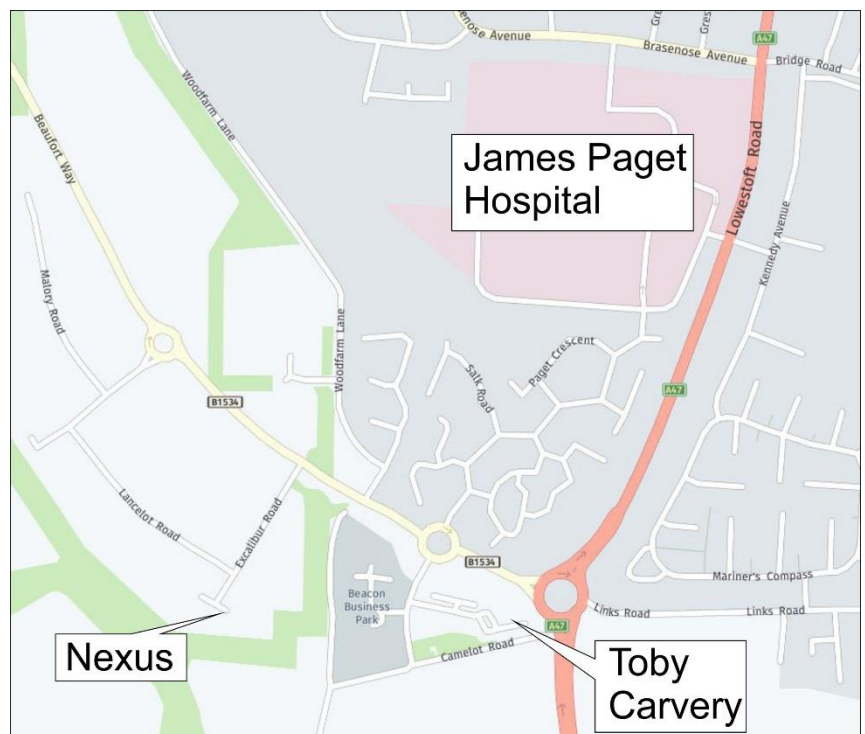 Brasenose Avenue
Brasenose Avenue
Gre
Gres
A47
Bridge Road
Woodfarm Lane
Beaufort Way
James Paget
Hospital
Lowestoft Road
Kennedy Avenue
Malory Road
Woodfarm Lane
Paget Crescent
Salk Road
A47
B1534
Lancelot Road
Excalibur Road
B1534
Mariner's Compass
Beacon
Business
Park
Links Road
Links Road
A47
Camelot Road
Nexus
Toby
Carvery